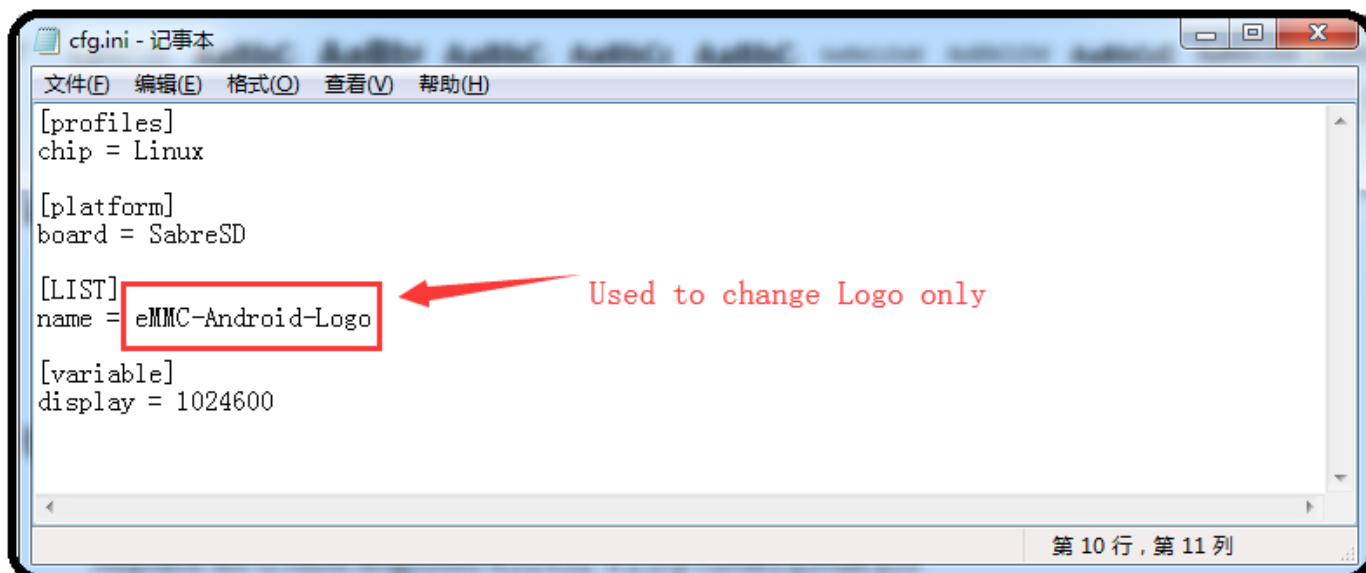 cfg.ini - 记事本
文件(F) 编辑(E) 格式(O) 查看(V) 帮助(H)
[profiles]
chip = Linux
[platform]
board = SabreSD
[LIST]
name = eMMC-Android-Logo
Used to change Logo only
[variable]
display = 1024600
第 10 行，第 11 列